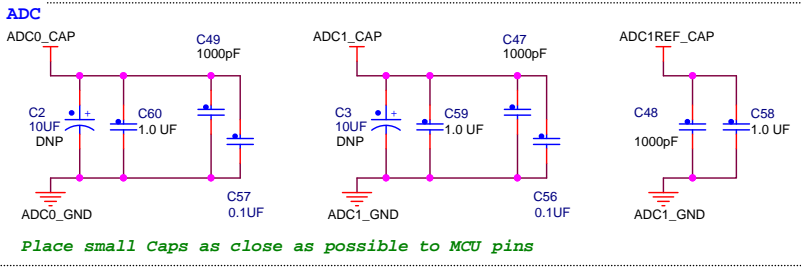 ADC
ADC0_CAP
C49
1000pF
C2
10UF
DNP
+
C60
1.0 UF
C57
0.1UF
ADC0_GND
ADC1_CAP
C47
1000pF
C3
10UF
DNP
+
C59
1.0 UF
C56
0.1UF
ADC1_GND
ADC1REF_CAP
C48
1000pF
C58
1.0 UF
ADC1_GND
Place small Caps as close as possible to MCU pins